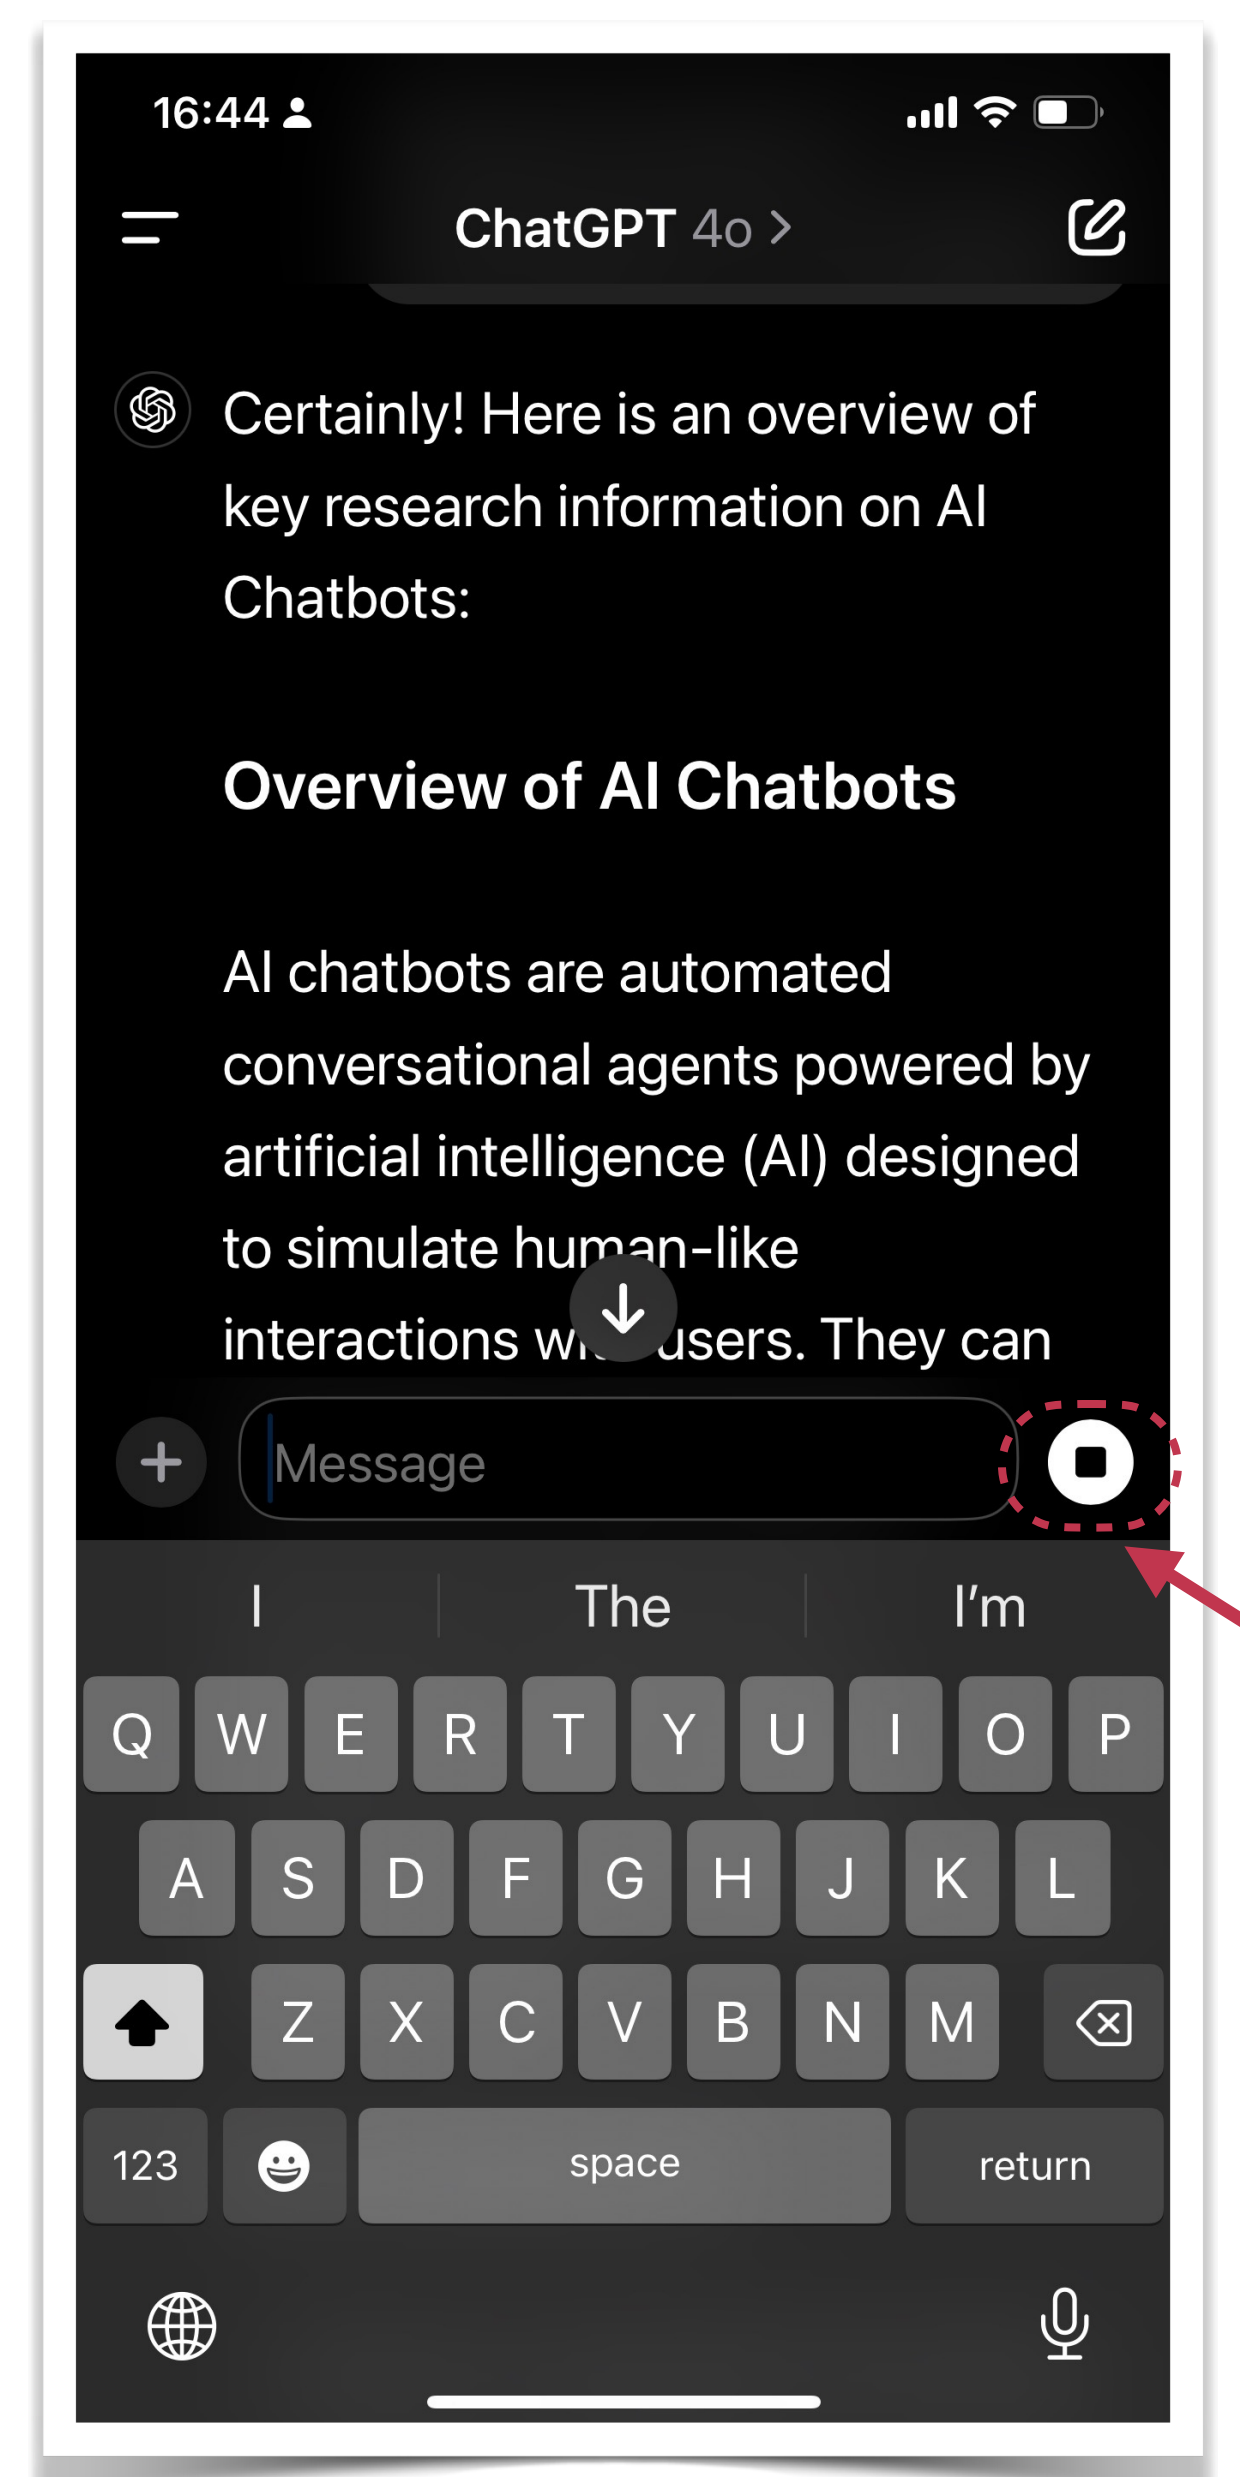 16:44
ChatGPT 4o >
Certainly! Here is an overview of
key research information on AI
Chatbots:
Overview of AI Chatbots
AI chatbots are automated
conversational agents powered by
artificial intelligence (AI) designed
to simulate human-like
interactions users. They can
Message
I The I’m
Q W E R T Y U I O P
A S D F G H J K L
Z X C V B N M
123 space return